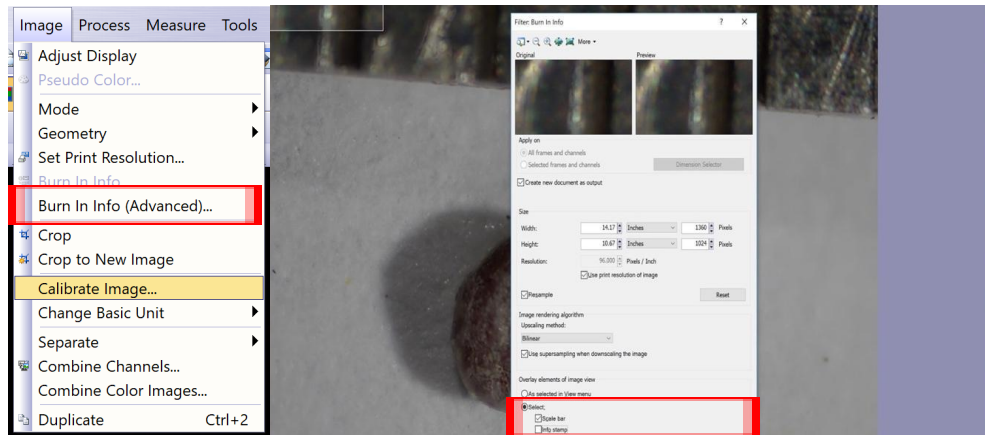 Image Process Measure Tools
Adjust Display
Pseudo Color...
Mode
Geometry
Set Print Resolution...
Burn In Info
Burn In Info (Advanced)...
Crop
Crop to New Image
Calibrate Image...
Change Basic Unit
Separate
Combine Channels...
Combine Color Images...
Duplicate Ctrl+2
Filter: Burn In Info ? X
More
Original Preview
Apply on
All frames and channels
Selected frames and channels Dimension Selector
Create new document as output
Size
Width: 14.17 Inches 1360 Pixels
Height: 10.67 Inches 1024 Pixels
Resolution: 96.000 Pixels / Inch
Use print resolution of image
Resample Reset
Image rendering algorithm
Upscaling method:
Bilinear
Use supersampling when downscaling the image
Overlay elements of image view
As selected in View menu
Select:
Scale bar
Info stamp